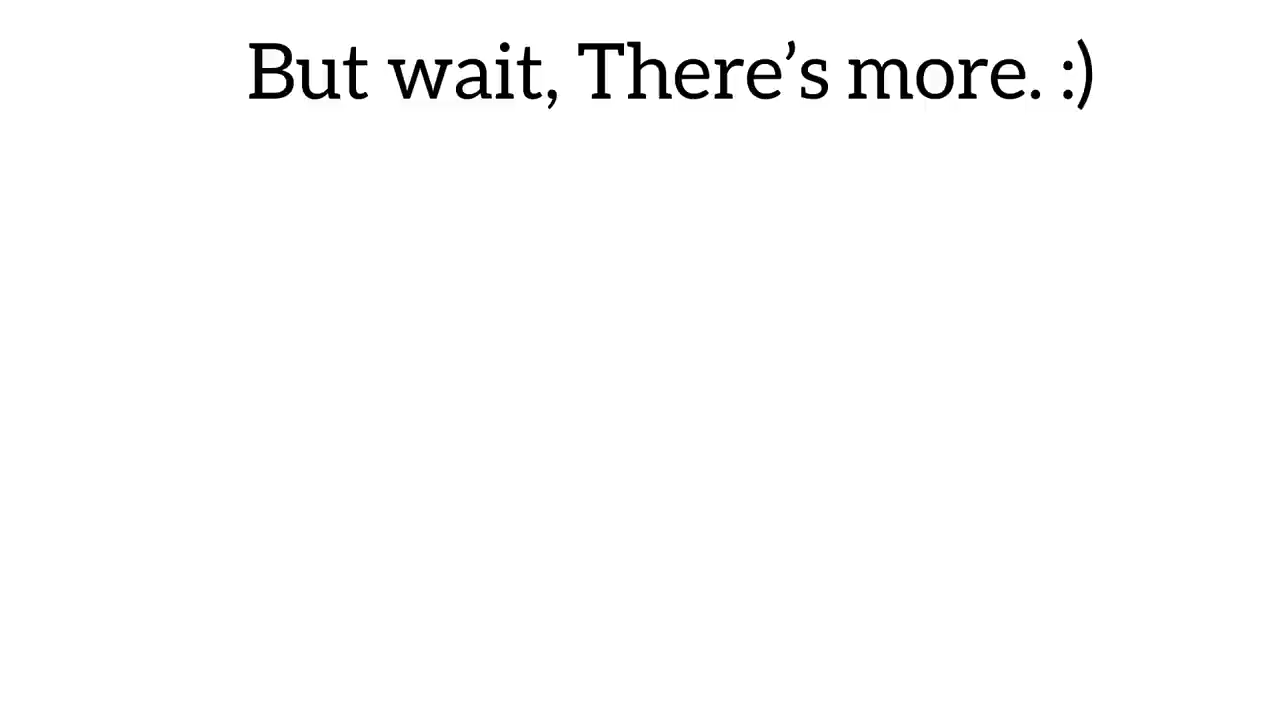 But wait, There’s more. :)